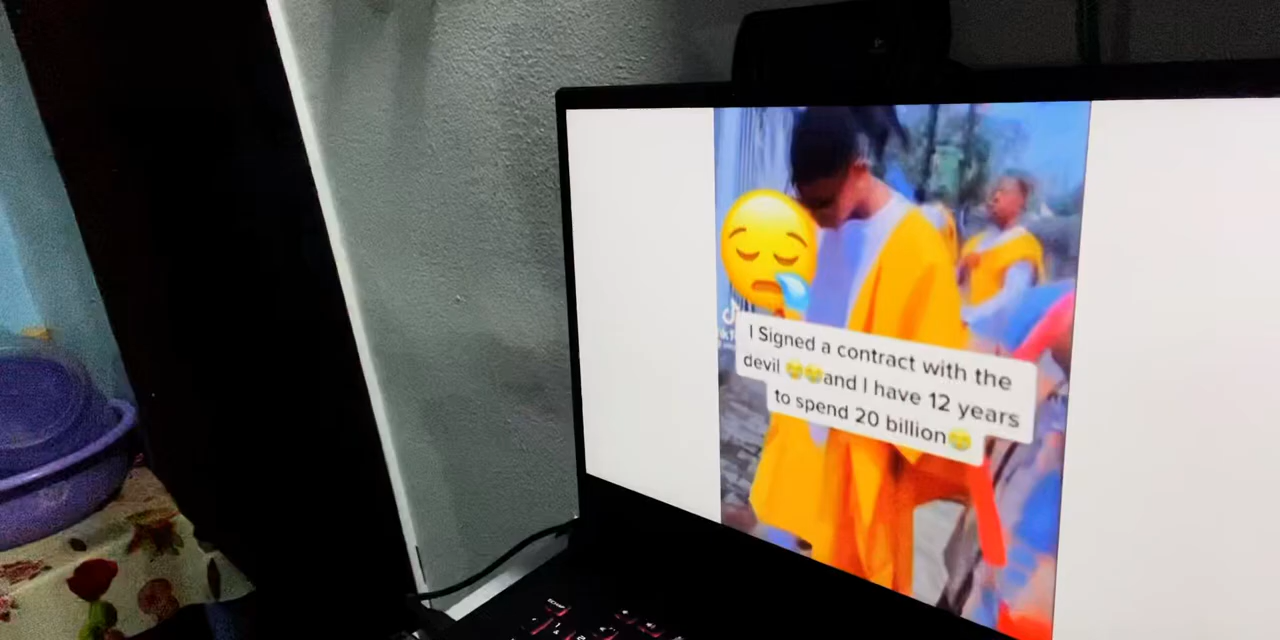 I Signed a contract with the
devil 😭😭and I have 12 years
to spend 20 billion😭